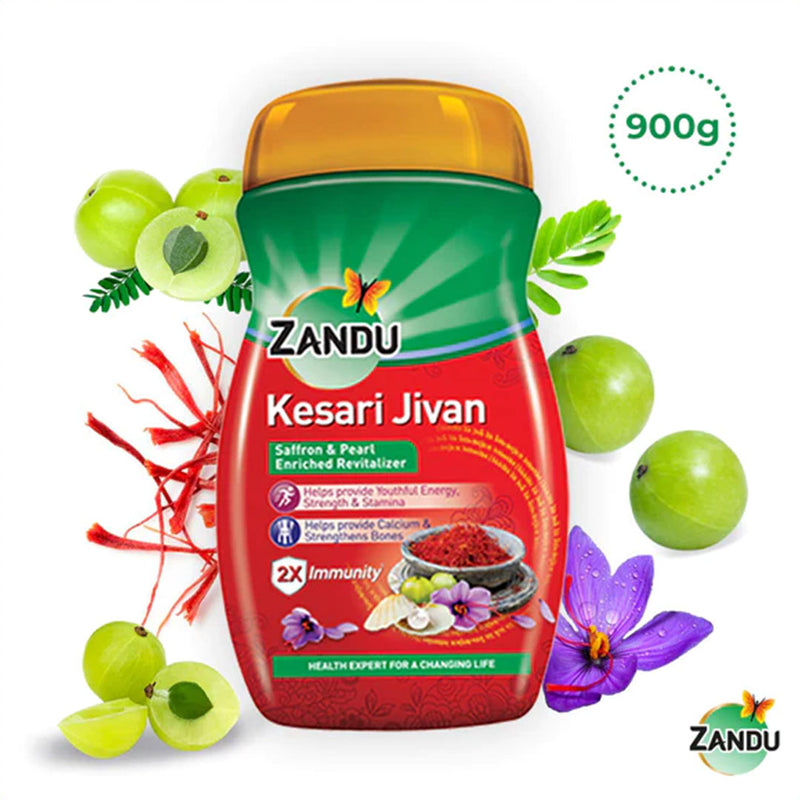 900g
ZANDU
Kesari Jivan
Saffron & Pearl
Enriched Revitalizer
Helps provide Youthful Energy,
Strength & Stamina
Helps provide Calcium &
Strengthens Bones
2X Immunity
HEALTH EXPERT FOR A CHANGING LIFE
ZANDU